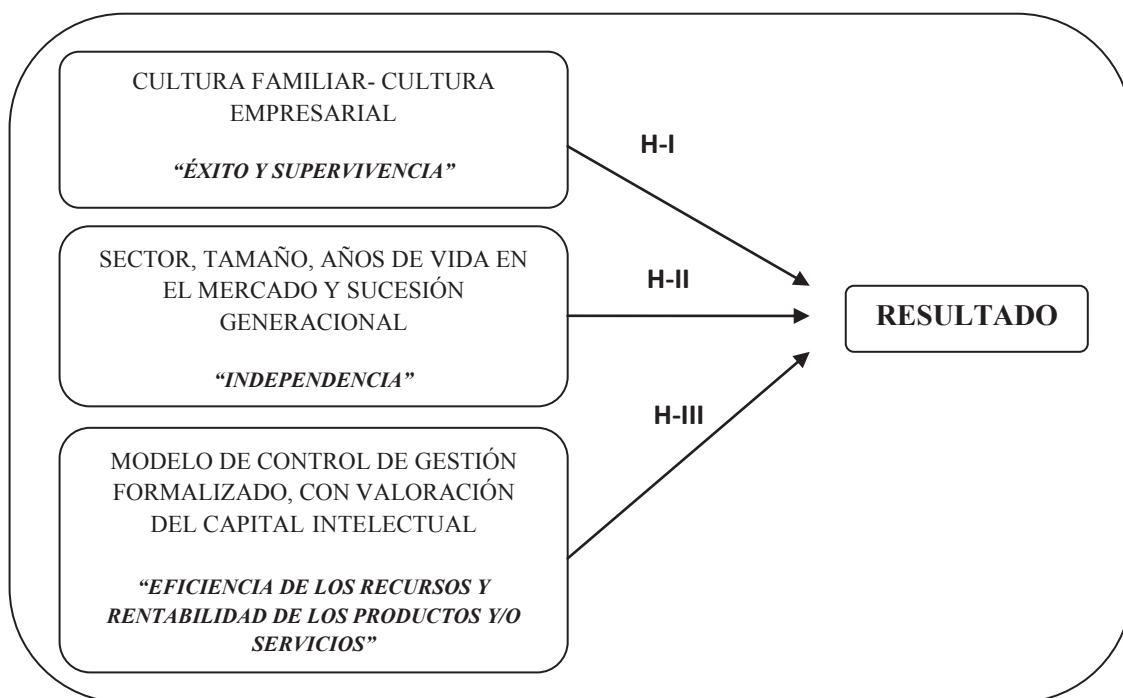 CULTURA FAMILIAR- CULTURA
EMPRESARIAL
“ÉXITO Y SUPERVIVENCIA”
H-I
SECTOR, TAMAÑO, AÑOS DE VIDA EN
EL MERCADO Y SUCESIÓN
GENERACIONAL
“INDEPENDENCIA”
H-II
RESULTADO
MODELO DE CONTROL DE GESTIÓN
FORMALIZADO, CON VALORACIÓN
DEL CAPITAL INTELECTUAL
“EFICIENCIA DE LOS RECURSOS Y
RENTABILIDAD DE LOS PRODUCTOS Y/O
SERVICIOS”
H-III